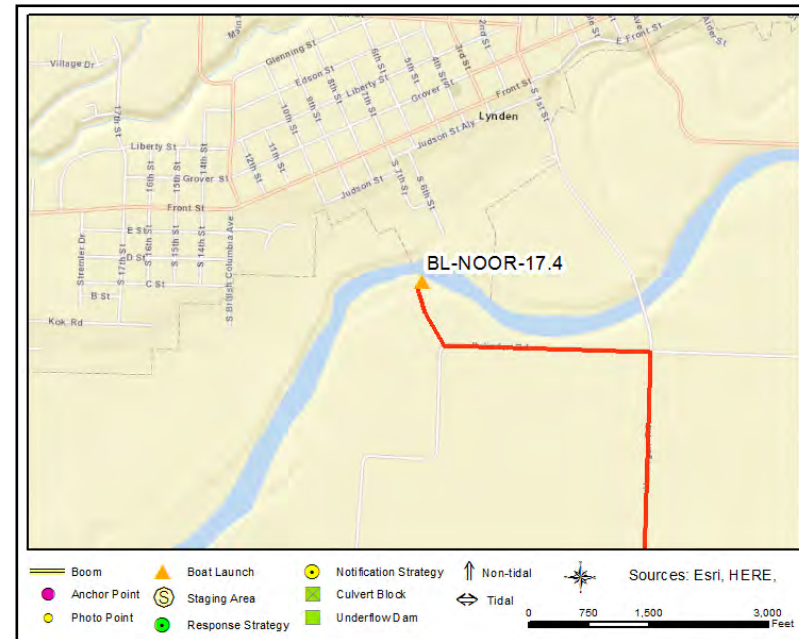 Village Dr
17th St
Main
Glenning St
Edson St
Liberty St
Grover St
6th St
5th St
4th St
3rd St
2nd St
7th St
8th St
9th St
10th St
11th St
12th St
Front St
E Front St
Alder St
S 1st St
Lynden
Judson St Aly
Judson St
S 7th St
S 6th St
Liberty St
Grover St
16th St
15th St
14th St
Front St
E St
D St
C St
B St
Stremler Dr
S 17th St
S 16th St
S 15th St
S 14th St
S British Columbia Ave
Kok Rd
BL-NOOR-17.4
Boom
Anchor Point
Photo Point
Boat Launch
S Staging Area
Response Strategy
Notification Strategy
Culvert Block
Underflow Dam
Non-tidal
Tidal
Sources: Esri, HERE,
0 750 1,500 3,000
Feet